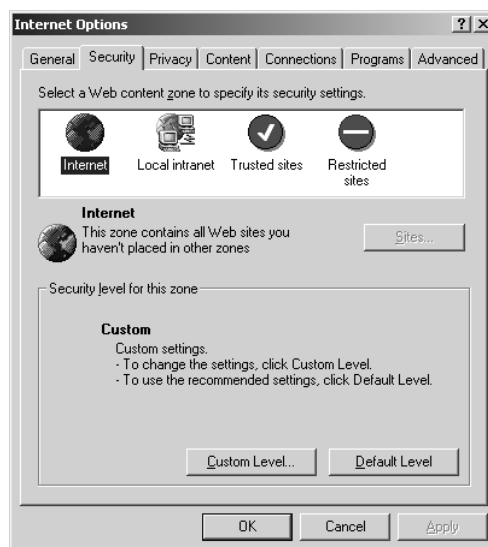 Internet Options
General Security Privacy Content Connections Programs Advanced
Select a Web content zone to specify its security settings.
Internet Local intranet Trusted sites Restricted
sites
Internet
This zone contains all Web sites you
haven't placed in other zones
Sites...
Security level for this zone
Custom
Custom settings.
- To change the settings, click Custom Level.
- To use the recommended settings, click Default Level.
Custom Level... Default Level
OK Cancel Apply